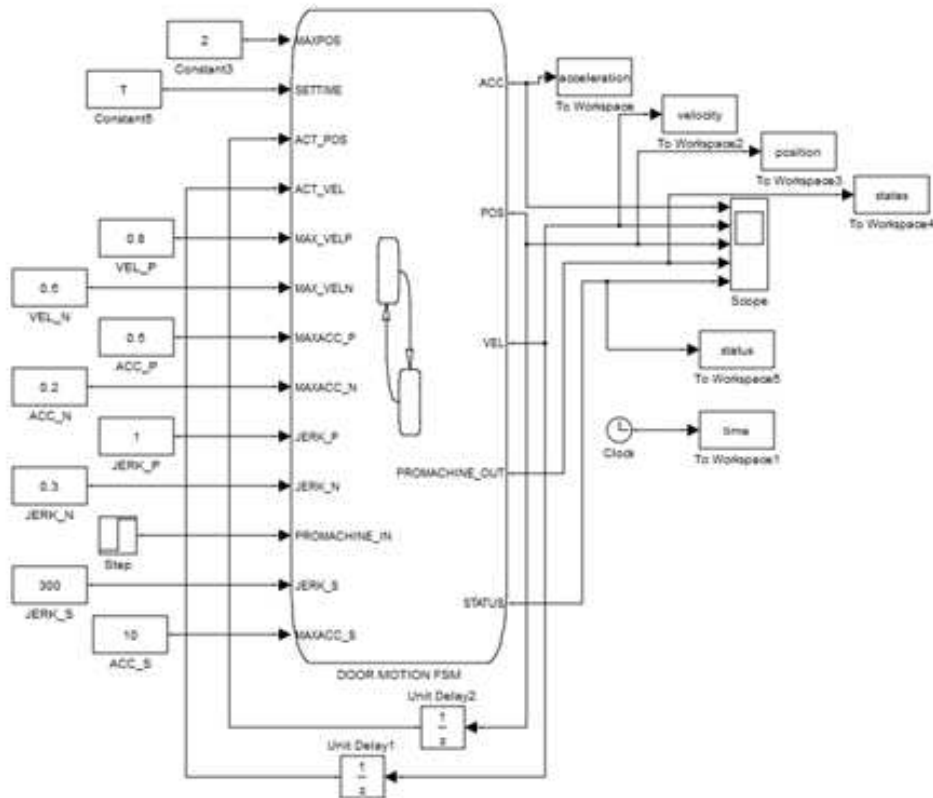 2
Constant3
T
Constant5
0.8
VEL_P
0.6
VEL_N
0.5
ACC_P
0.2
ACC_N
1
JERK_P
0.3
JERK_N
Step
300
JERK_S
10
ACC_S
MAXPOS
SETTIME
ACT_POS
ACT_VEL
MAX_VELP
MAX_VELN
MAXACC_P
MAXACC_N
JERK_P
JERK_N
PROMACHINE_IN
JERK_S
MAXACC_S
ACC
POS
VEL
PROMACHINE_OUT
STATUS
DOOR MOTION FSM
acceleration
To Workspace
velocity
To Workspace2
position
To Workspace3
states
To Workspace4
Scope
status
To Workspace5
Clock
time
To Workspace1
Unit Delay2
1
z
Unit Delay1
1
z